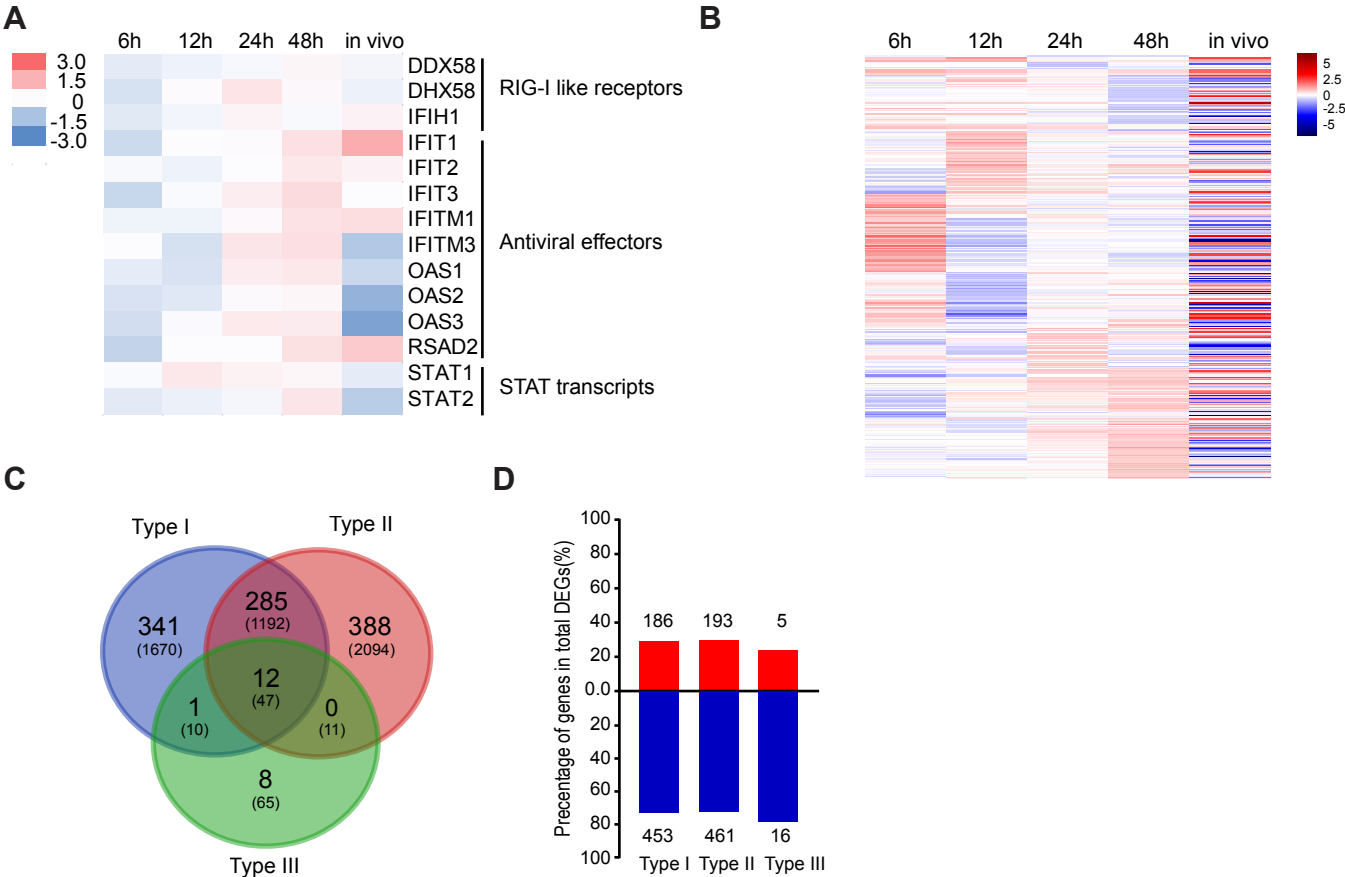 A
6h 12h 24h 48h in vivo
3.0
1.5
0
-1.5
-3.0
DDX58
DHX58
IFIH1
IFIT1
IFIT2
IFIT3
IFITM1
IFITM3
OAS1
OAS2
OAS3
RSAD2
STAT1
STAT2
RIG-I like receptors
Antiviral effectors
STAT transcripts
B
6h 12h 24h 48h in vivo
5
2.5
0
-2.5
-5
C
Type I
Type II
341
(1670)
285
(1192)
388
(2094)
12
(47)
1
(10)
0
(11)
8
(65)
Type III
D
Precentage of genes in total DEGs(%)
100
80
60
40
20
0.0
20
40
60
80
100
186 193 5
453 461 16
Type I Type II Type III